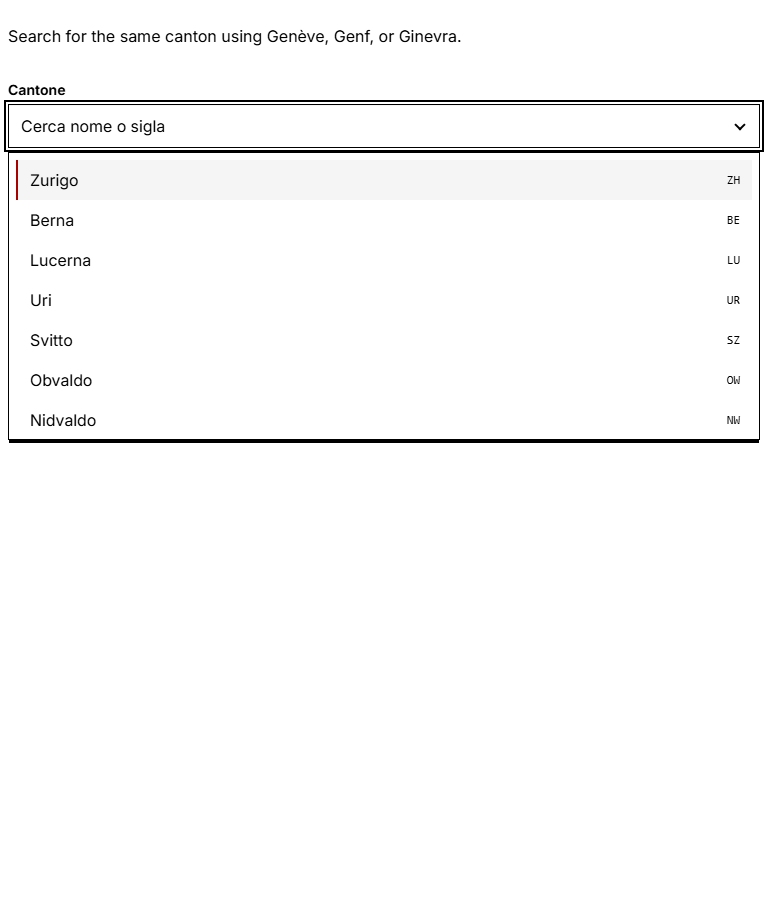 Search for the same canton using Genève, Genf, or Ginevra.
Cantone
Cerca nome o sigla
Zurigo ZH
Berna BE
Lucerna LU
Uri UR
Svitto SZ
Obvaldo OW
Nidvaldo NW